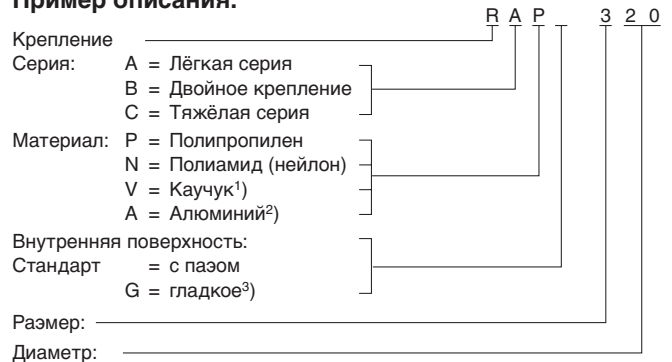 Пример описания:
R A P 3 2 0
Крепление
Серия: A = Лёгкая серия
B = Двойное крепление
C = Тяжёлая серия
Материал: P = Полипропилен
N = Полиамид (нейлон)
V = Каучук¹)
A = Алюминий²)
Внутренняя поверхность:
Стандарт = с паэом
G = гладкое³)
Раэмер:
Диаметр: